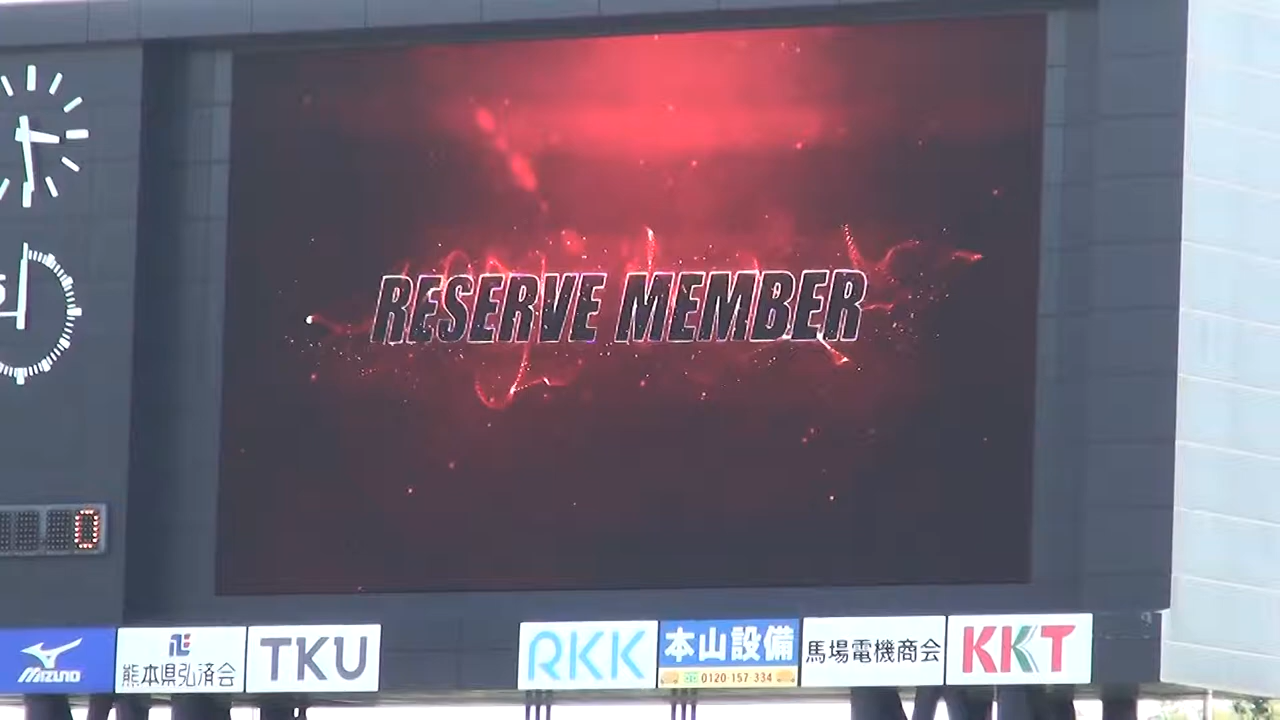 RESERVE MEMBER
0
MIZUNO
熊本県弘済会
TKU
RKK
本山設備
0120-157-334
馬場電機商会
KKT